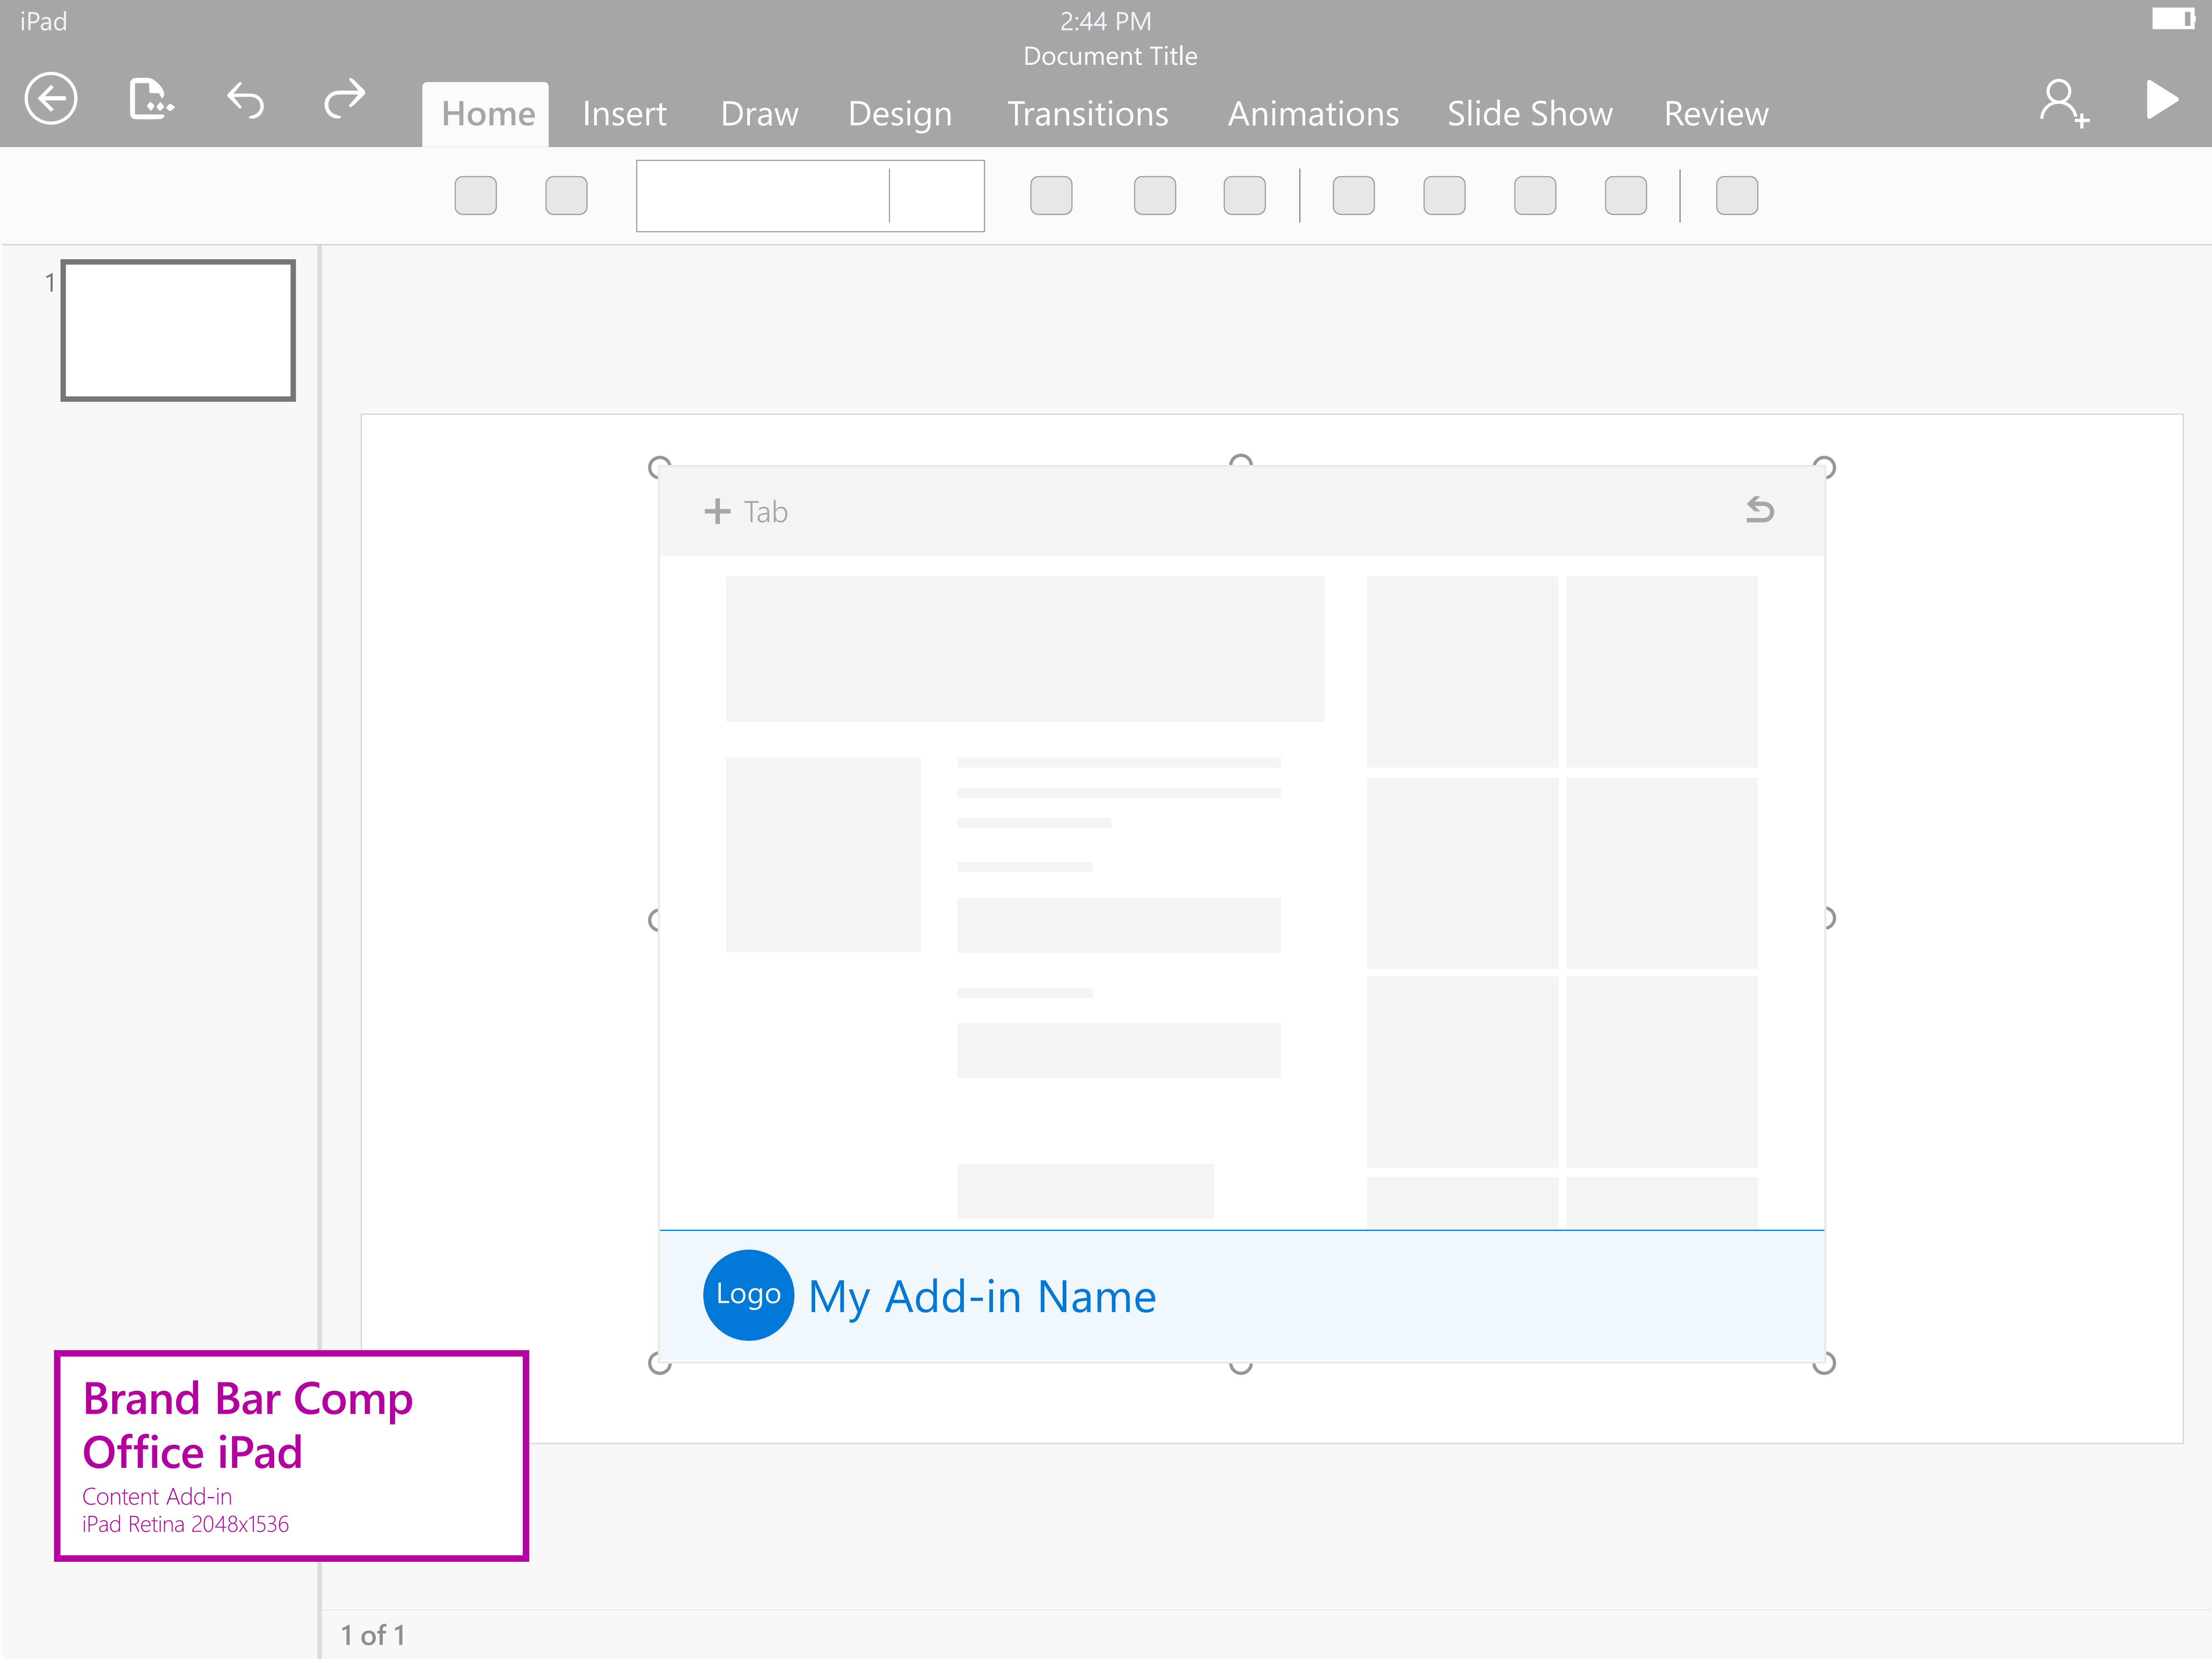 iPad
2:44 PM
Document Title
Home Insert Draw Design Transitions Animations Slide Show Review
1
Tab
Logo My Add-in Name
Brand Bar Comp
Office iPad
Content Add-in
iPad Retina 2048x1536
1 of 1